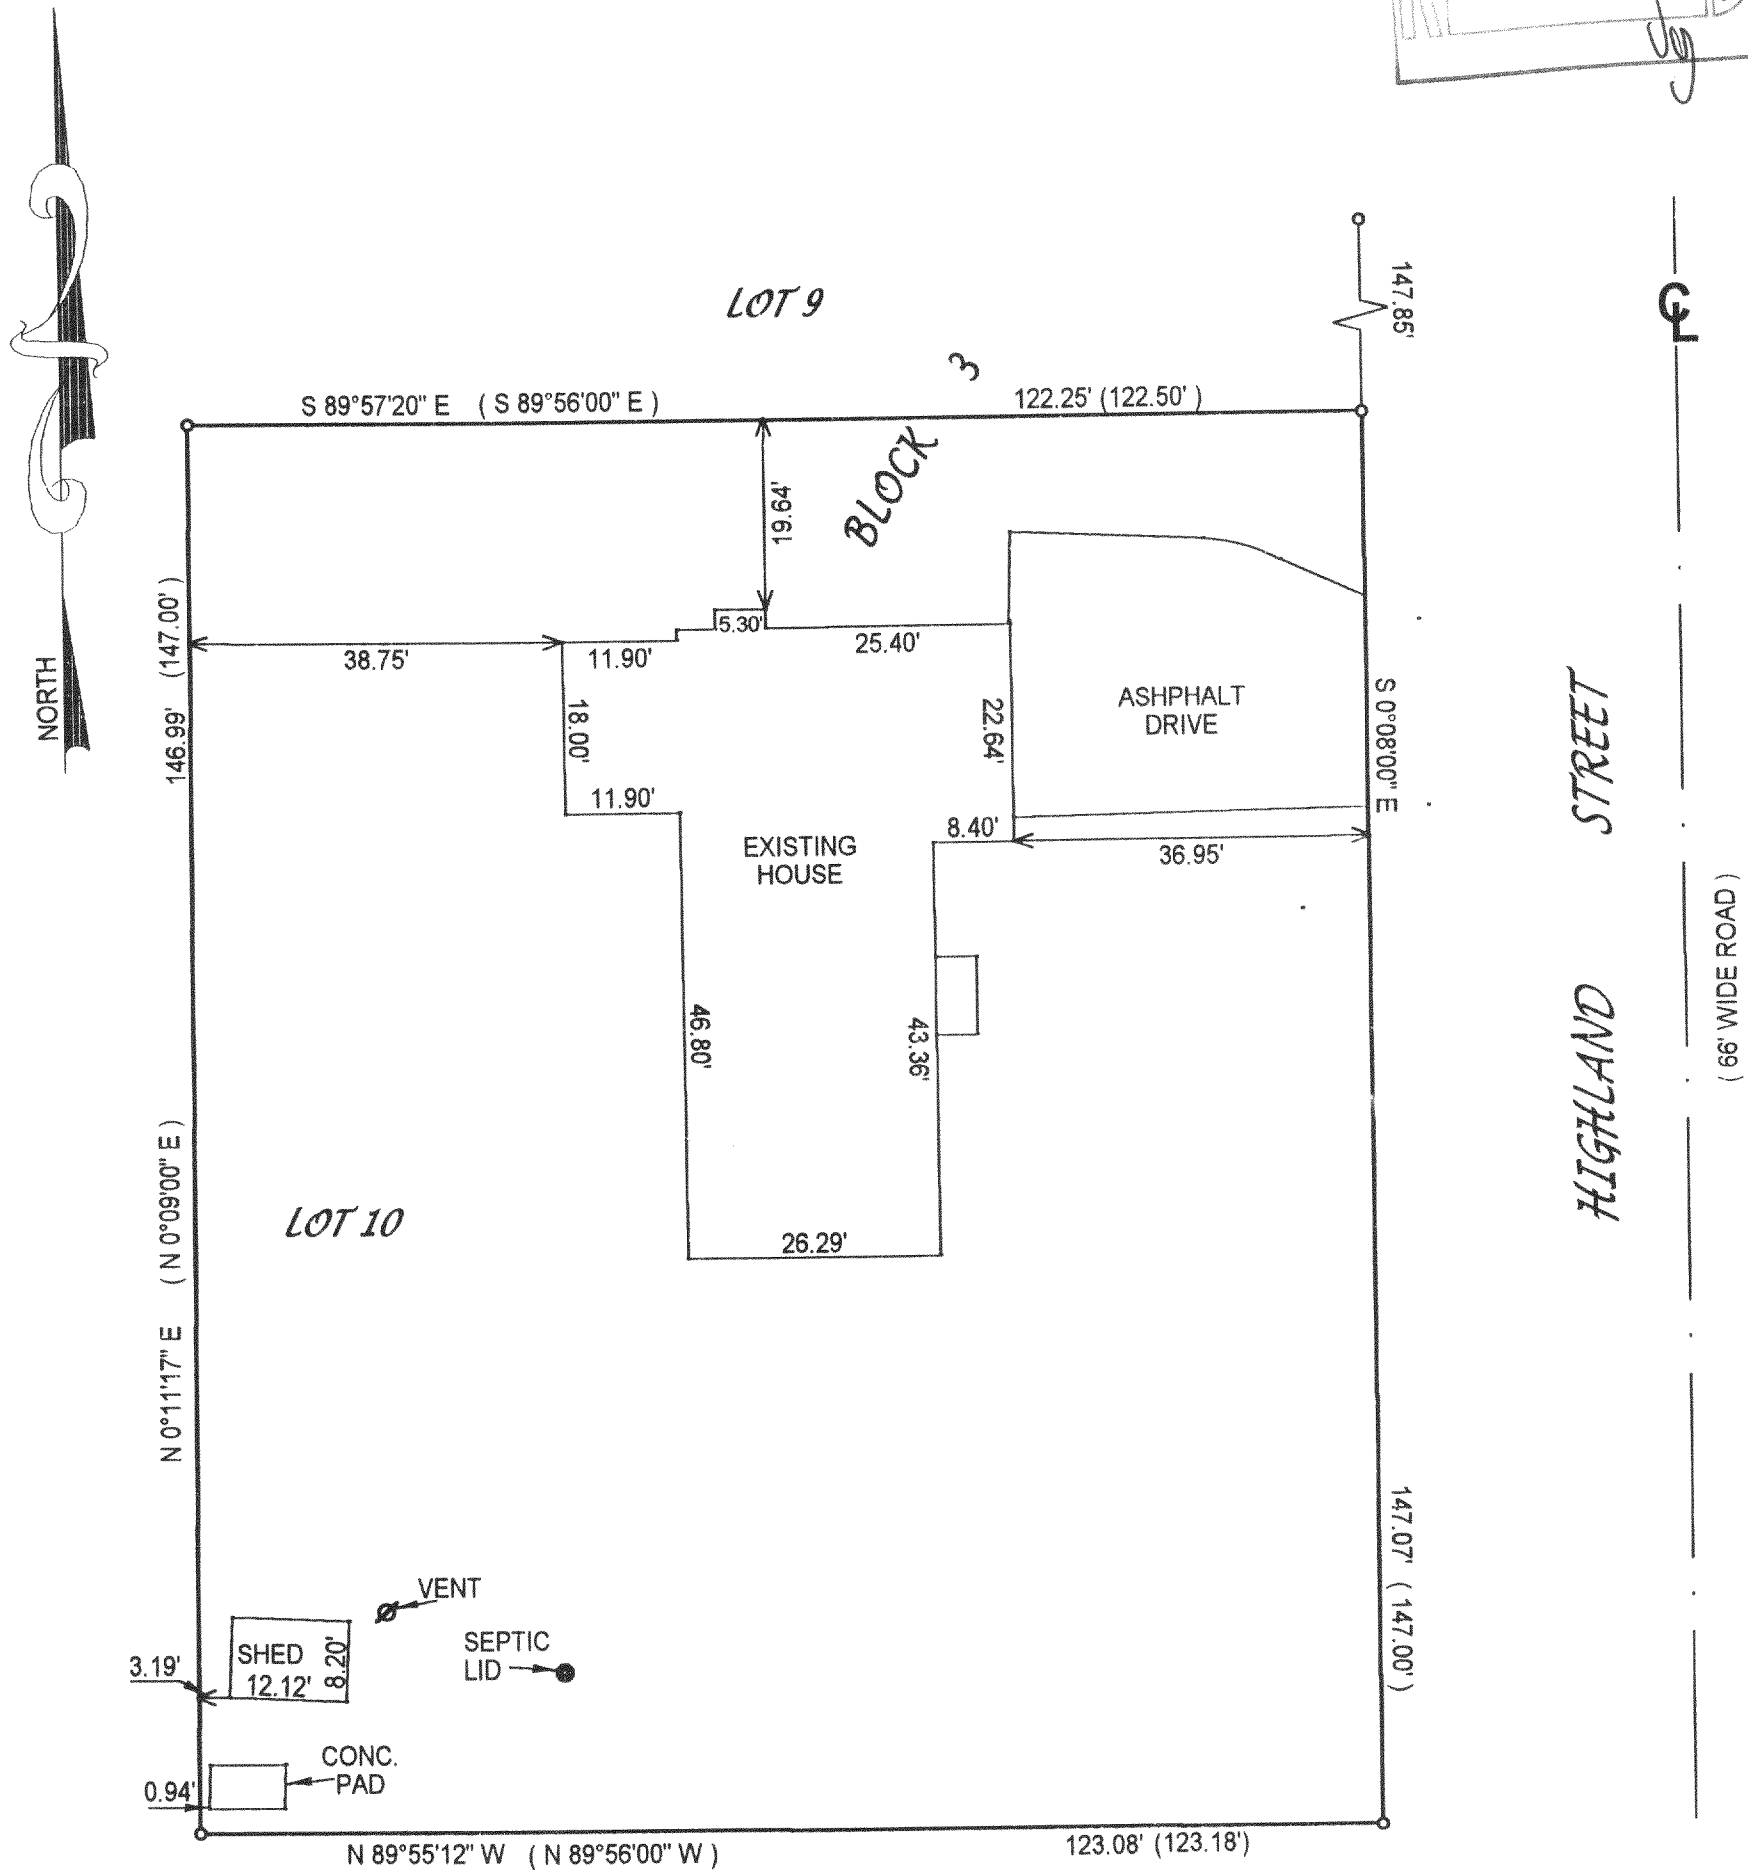 147.85'
C
L
LOT 9
3
S 89°57'20" E ( S 89°56'00" E )
122.25' (122.50' )
BLOCK
19.64'
NORTH
146.99' (147.00' )
5.30'
25.40'
38.75'
11.90'
18.00'
22.64'
ASHPHALT
DRIVE
S 0°08'00" E
HIGHLAND STREET
( 66' WIDE ROAD )
11.90'
8.40'
36.95'
EXISTING
HOUSE
46.80'
43.36'
LOT 10
26.29'
N 0°11'17" E ( N 0°09'00" E )
147.07' ( 147.00' )
VENT
SHED
12.12'
8.20'
3.19'
SEPTIC
LID
CONC.
PAD
0.94'
N 89°55'12" W ( N 89°56'00" W )
123.08' (123.18')